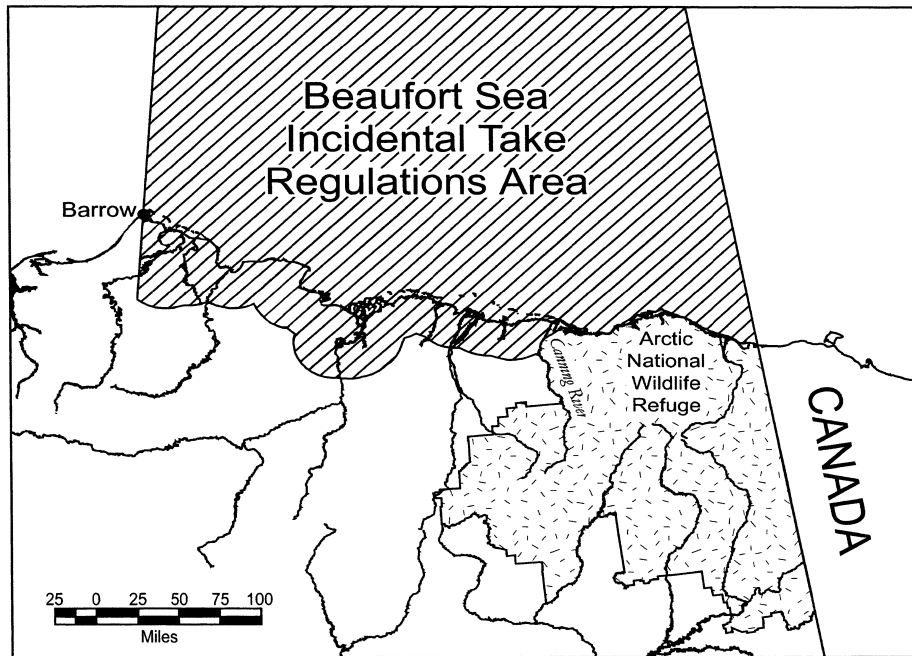 Beaufort Sea
Incidental Take
Regulations Area
Barrow
Canning River
Arctic
National
Wildlife
Refuge
CANADA
25 0 25 50 75 100
Miles